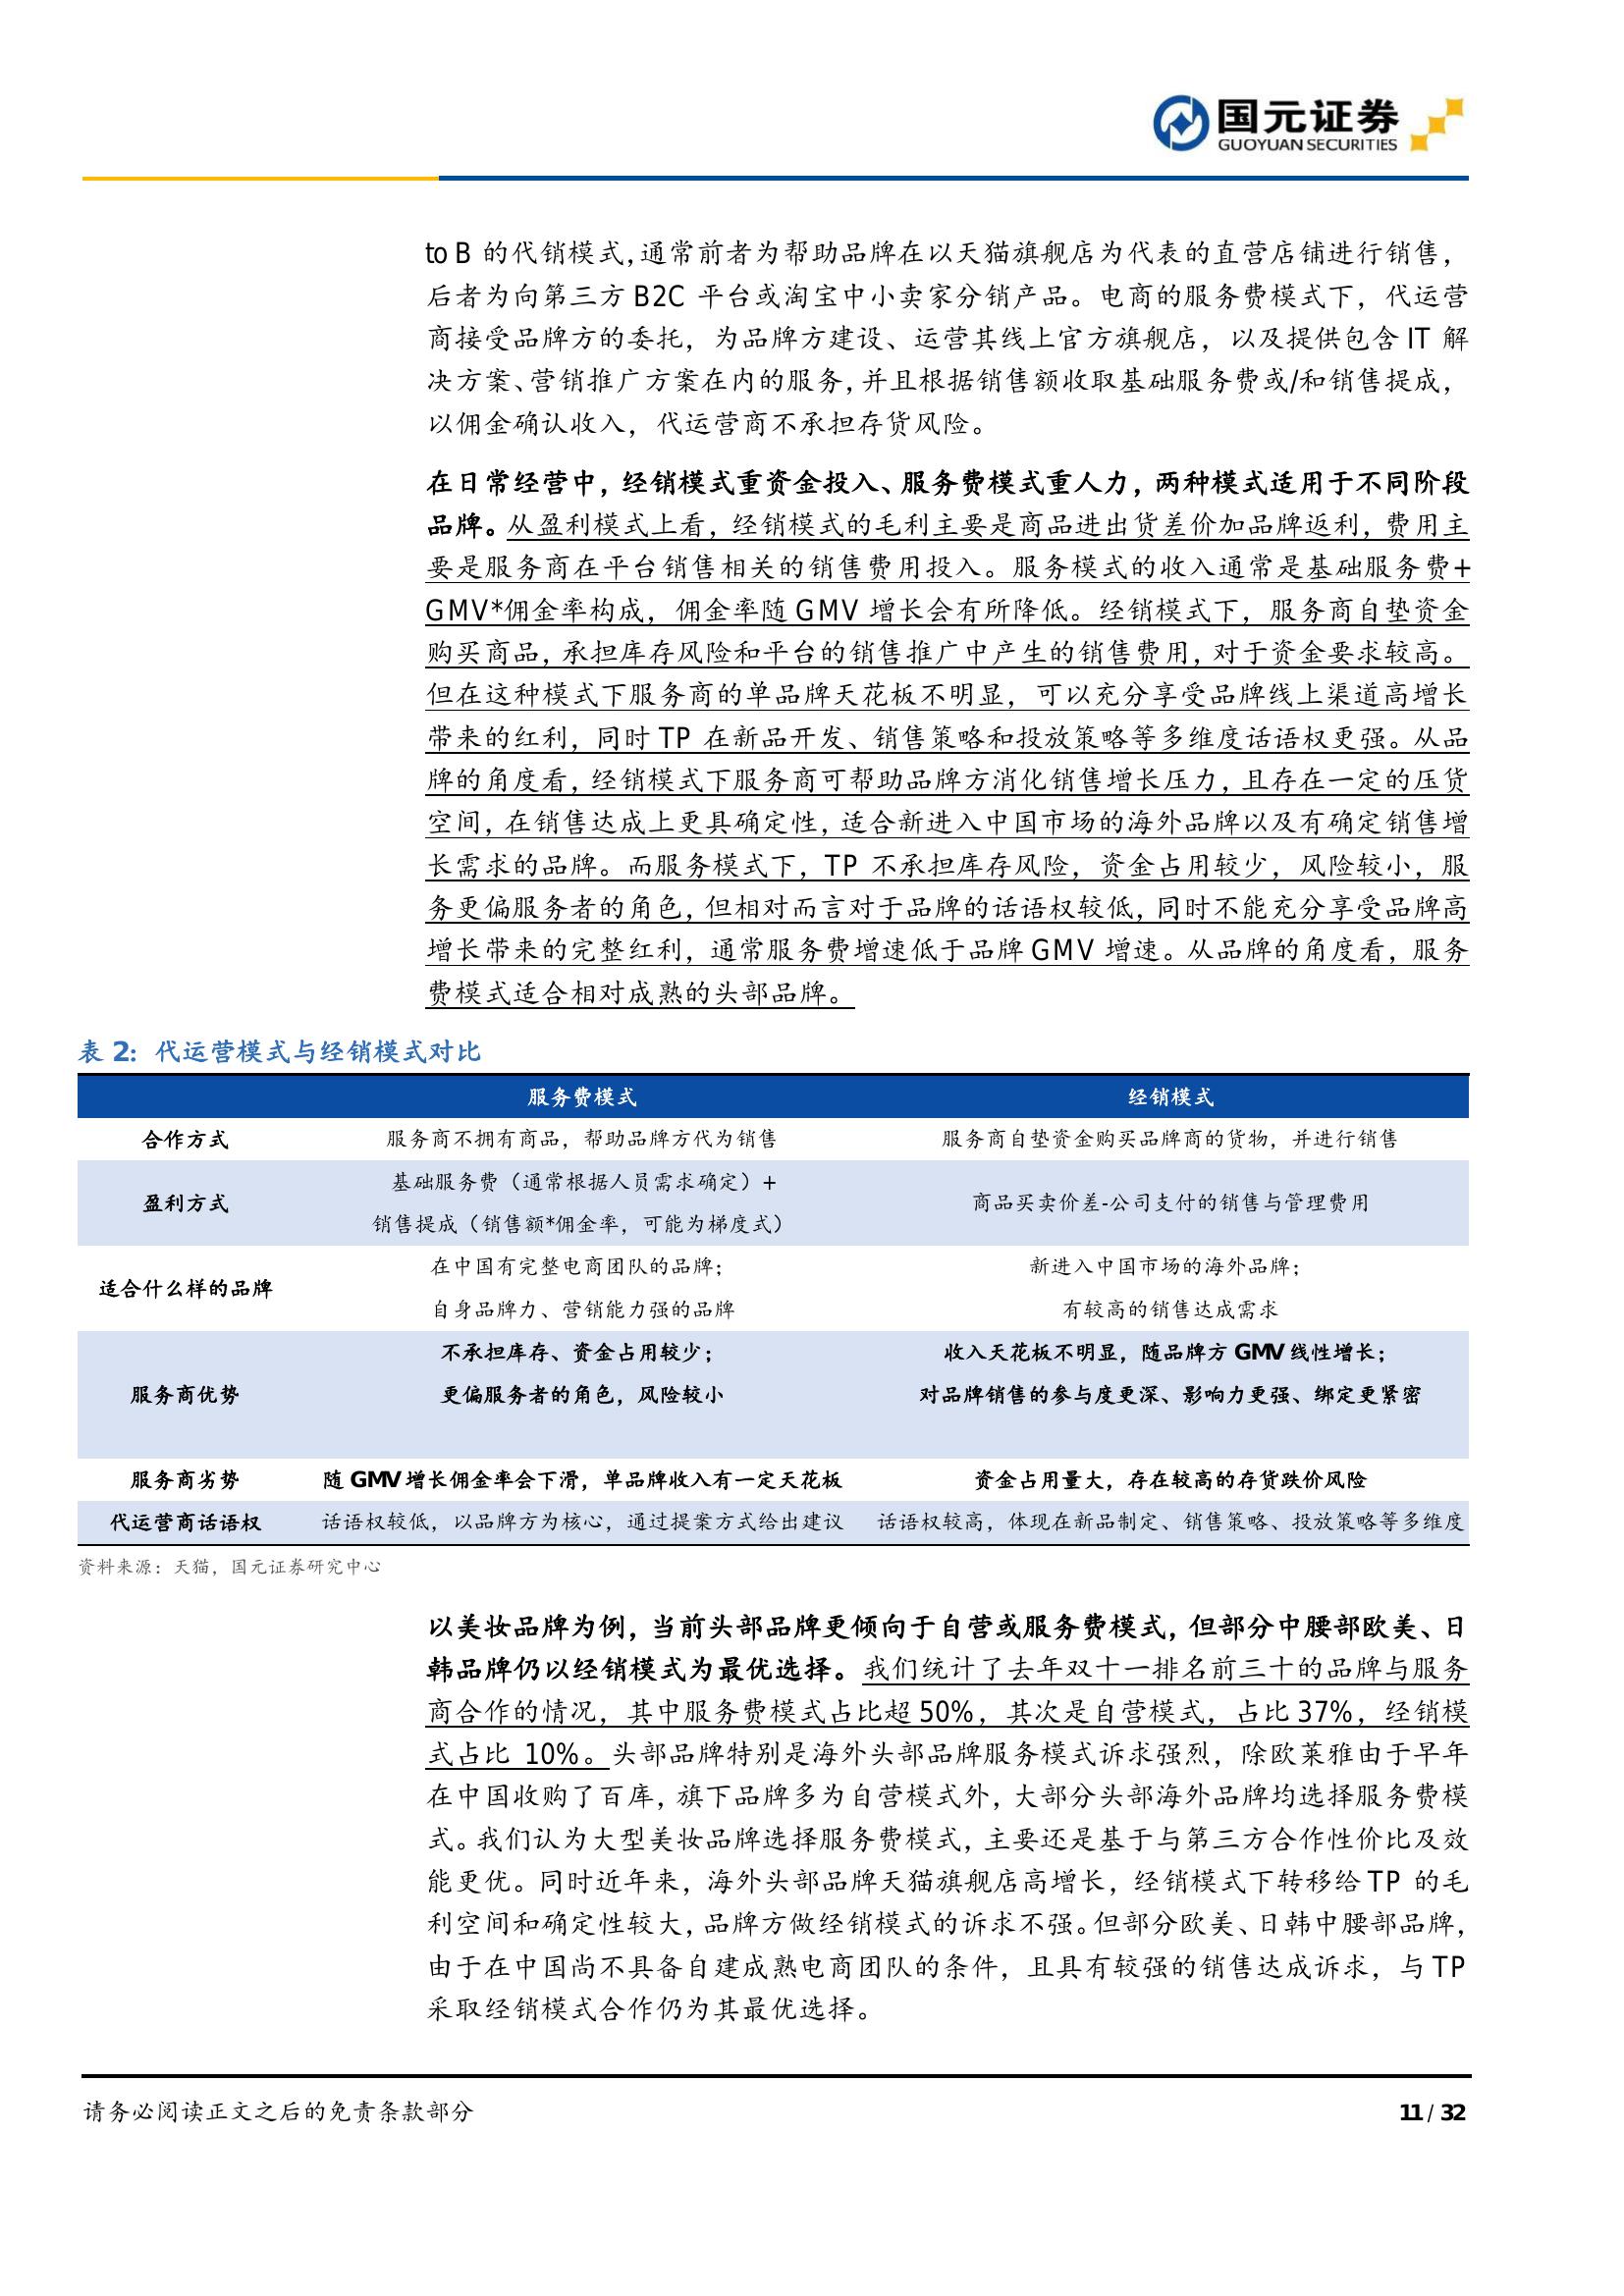 国元证券
GUOYUAN SECURITIES
to B 的代销模式，通常前者为帮助品牌在以天猫旗舰店为代表的直营店铺进行销售，
后者为向第三方 B2C 平台或淘宝中小卖家分销产品。电商的服务费模式下，代运营
商接受品牌方的委托，为品牌方建设、运营其线上官方旗舰店，以及提供包含 IT 解
决方案、营销推广方案在内的服务，并且根据销售额收取基础服务费或/和销售提成，
以佣金确认收入，代运营商不承担存货风险。
在日常经营中，经销模式重资金投入、服务费模式重人力，两种模式适用于不同阶段
品牌。从盈利模式上看，经销模式的毛利主要是商品进出货差价加品牌返利，费用主
要是服务商在平台销售相关的销售费用投入。服务模式的收入通常是基础服务费+
GMV*佣金率构成，佣金率随 GMV 增长会有所降低。经销模式下，服务商自垫资金
购买商品，承担库存风险和平台的销售推广中产生的销售费用，对于资金要求较高。
但在这种模式下服务商的单品牌天花板不明显，可以充分享受品牌线上渠道高增长
带来的红利，同时 TP 在新品开发、销售策略和投放策略等多维度话语权更强。从品
牌的角度看，经销模式下服务商可帮助品牌方消化销售增长压力，且存在一定的压货
空间，在销售达成上更具确定性，适合新进入中国市场的海外品牌以及有确定销售增
长需求的品牌。而服务模式下，TP 不承担库存风险，资金占用较少，风险较小，服
务更偏服务者的角色，但相对而言对于品牌的话语权较低，同时不能充分享受品牌高
增长带来的完整红利，通常服务费增速低于品牌 GMV 增速。从品牌的角度看，服务
费模式适合相对成熟的头部品牌。
表 2：代运营模式与经销模式对比
服务费模式 经销模式
合作方式 服务商不拥有商品，帮助品牌方代为销售 服务商自垫资金购买品牌商的货物，并进行销售
盈利方式 基础服务费（通常根据人员需求确定）+ 商品买卖价差-公司支付的销售与管理费用
销售提成（销售额*佣金率，可能为梯度式）
适合什么样的品牌 在中国有完整电商团队的品牌； 新进入中国市场的海外品牌；
自身品牌力、营销能力强的品牌 有较高的销售达成需求
服务商优势 不承担库存、资金占用较少； 收入天花板不明显，随品牌方 GMV 线性增长；
更偏服务者的角色，风险较小 对品牌销售的参与度更深、影响力更强、绑定更紧密
服务商劣势 随 GMV 增长佣金率会下滑，单品牌收入有一定天花板 资金占用量大，存在较高的存货跌价风险
代运营商话语权 话语权较低，以品牌方为核心，通过提案方式给出建议 话语权较高，体现在新品制定、销售策略、投放策略等多维度
资料来源：天猫，国元证券研究中心
以美妆品牌为例，当前头部品牌更倾向于自营或服务费模式，但部分中腰部欧美、日
韩品牌仍以经销模式为最优选择。我们统计了去年双十一排名前三十的品牌与服务
商合作的情况，其中服务费模式占比超 50%，其次是自营模式，占比 37%，经销模
式占比 10%。头部品牌特别是海外头部品牌服务模式诉求强烈，除欧莱雅由于早年
在中国收购了百库，旗下品牌多为自营模式外，大部分头部海外品牌均选择服务费模
式。我们认为大型美妆品牌选择服务费模式，主要还是基于与第三方合作性价比及效
能更优。同时近年来，海外头部品牌天猫旗舰店高增长，经销模式下转移给 TP 的毛
利空间和确定性较大，品牌方做经销模式的诉求不强。但部分欧美、日韩中腰部品牌，
由于在中国尚不具备自建成熟电商团队的条件，且具有较强的销售达成诉求，与 TP
采取经销模式合作仍为其最优选择。
请务必阅读正文之后的免责条款部分 11 / 32